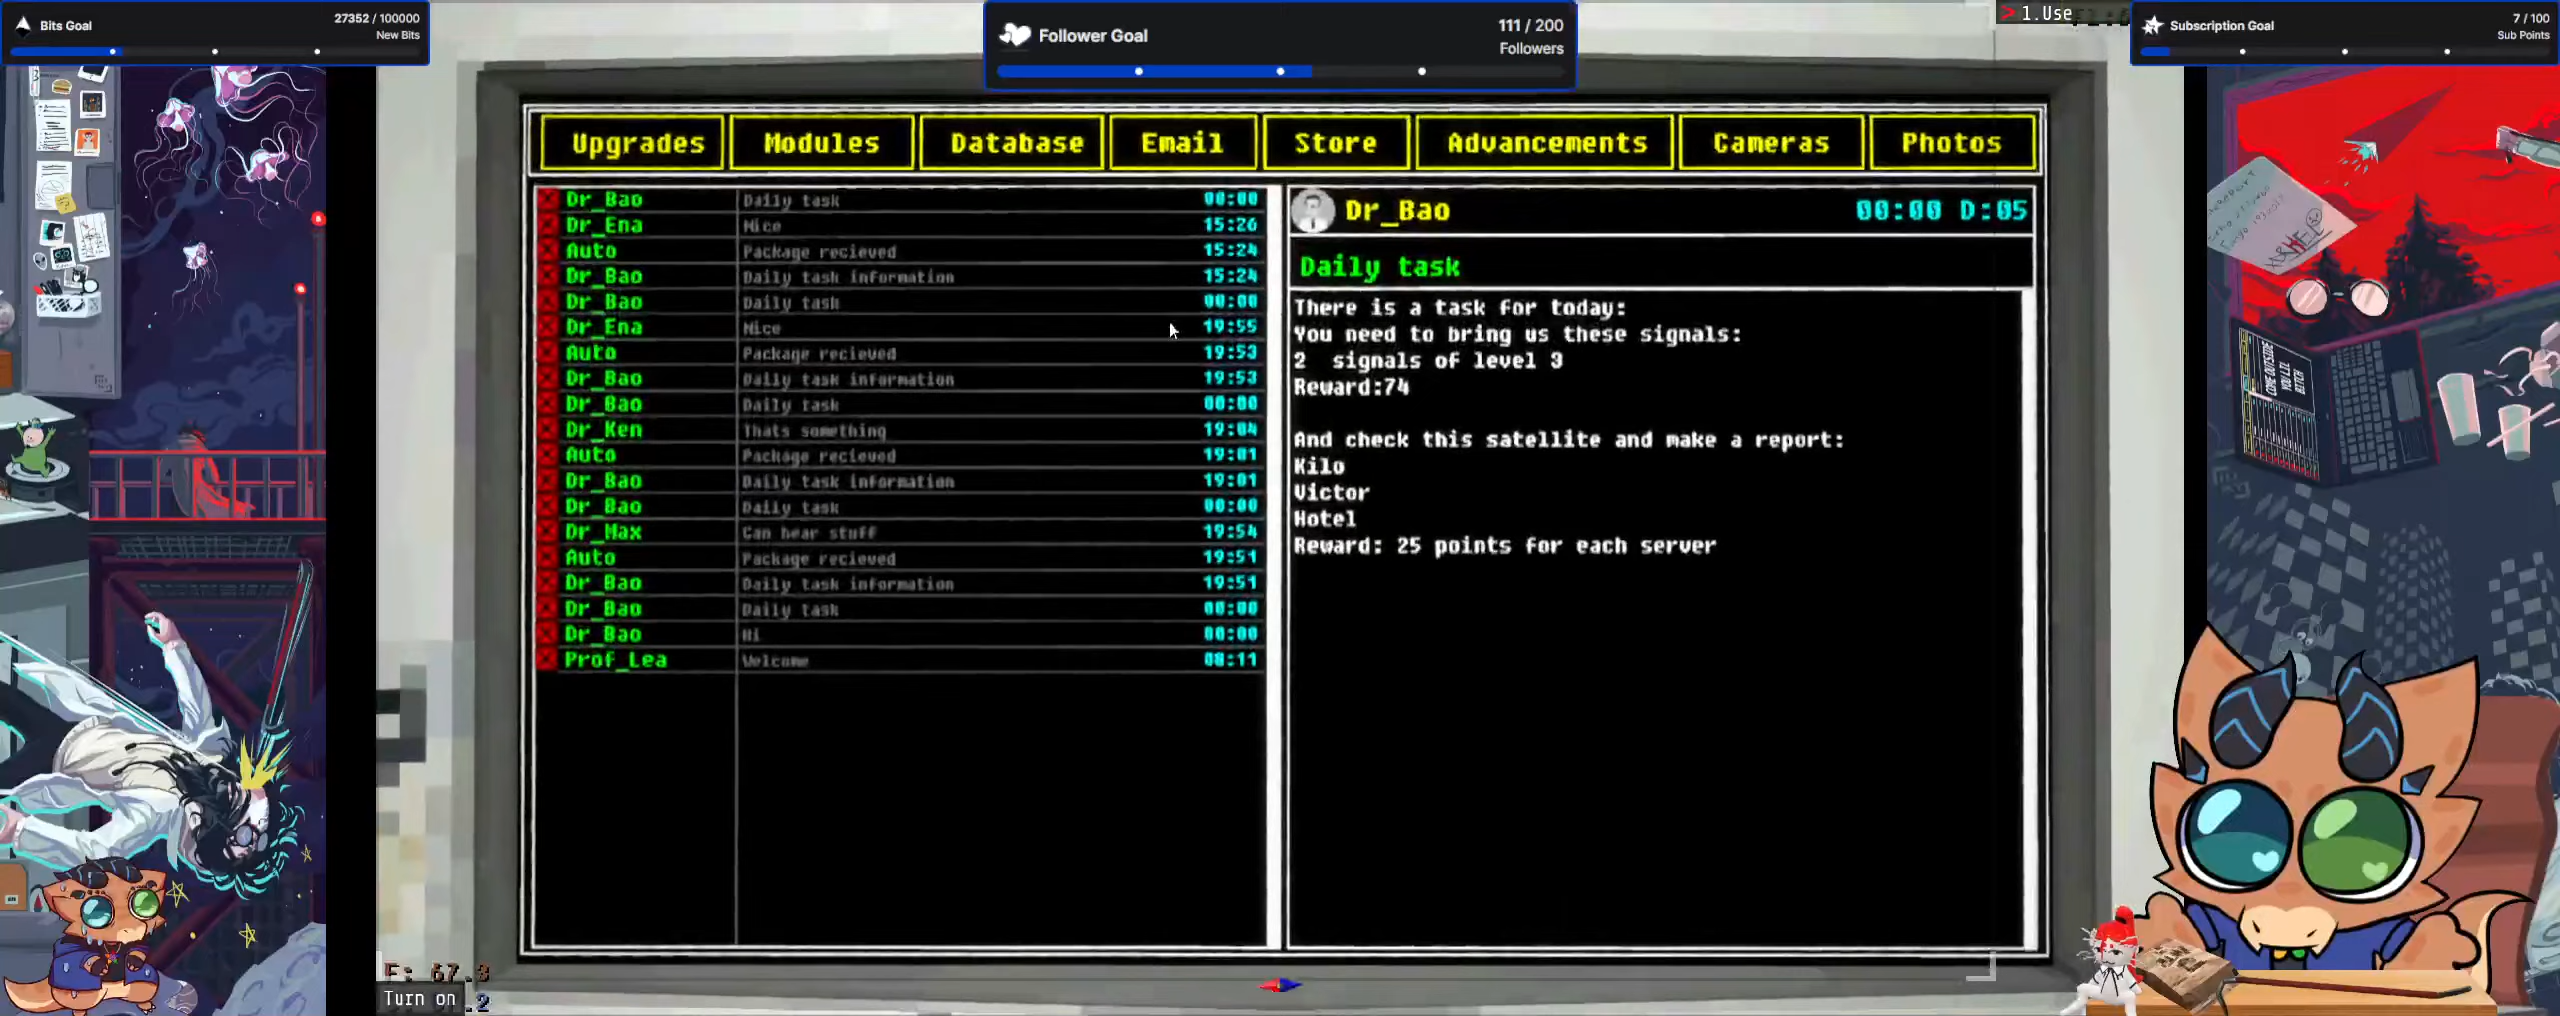 Bits Goal
27352 / 100000
New Bits
Follower Goal
111 / 200
Followers
> 1.Use
Subscription Goal
7 / 100
Sub Points
Upgrades
Modules
Database
Email
Store
Advancements
Cameras
Photos
Dr_Bao Daily task 00:00
Dr_Ena Nice 15:26
Auto Package recieved 15:24
Dr_Bao Daily task information 15:24
Dr_Bao Daily task 00:00
Dr_Ena Nice 19:55
Auto Package recieved 19:53
Dr_Bao Daily task information 19:53
Dr_Bao Daily task 00:00
Dr_Ken Thats something 19:04
Auto Package recieved 19:01
Dr_Bao Daily task information 19:01
Dr_Bao Daily task 00:00
Dr_Max Can hear stuff 19:54
Auto Package recieved 19:51
Dr_Bao Daily task information 19:51
Dr_Bao Daily task 00:00
Dr_Bao Hi 00:00
Prof_Lea Welcome 08:11
Dr_Bao 00:00 D:05
Daily task
There is a task for today:
You need to bring us these signals:
2 signals of level 3
Reward:74
And check this satellite and make a report:
Kilo
Victor
Hotel
Reward: 25 points for each server
COME OUTSIDE
YOU LIL
BITCH
Turn on